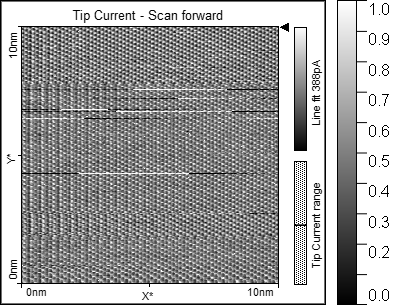 Tip Current - Scan forward
10nm
Y*
0nm
0nm
X*
10nm
Line fit 388pA
Tip Current range
1.0
0.9
0.8
0.7
0.6
0.5
0.4
0.3
0.2
0.1
0.0